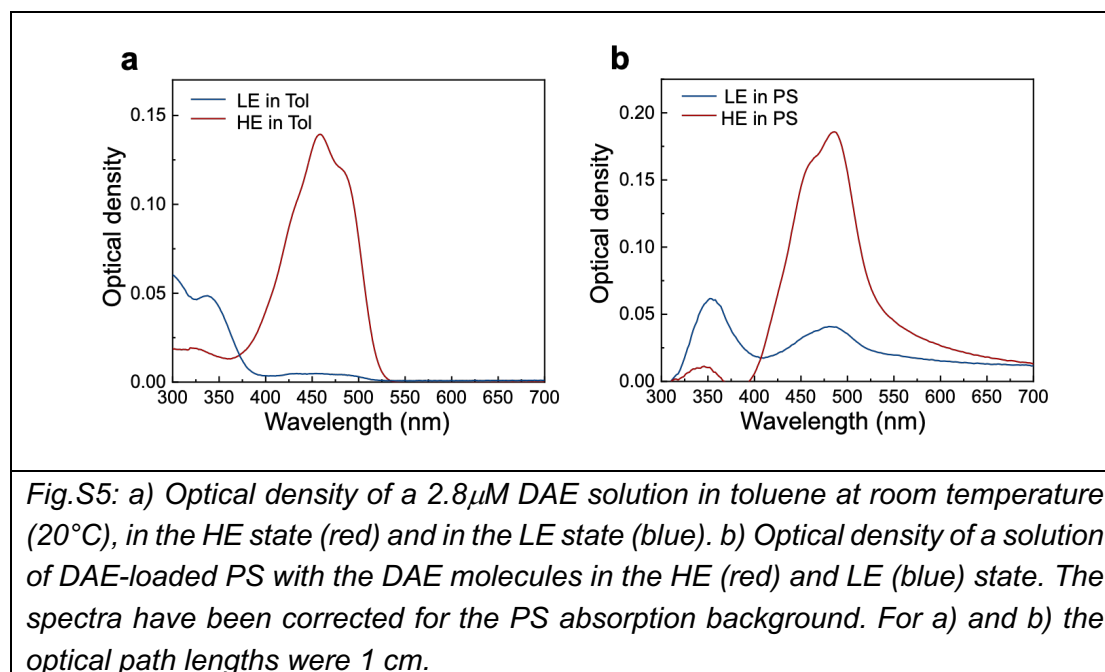 a
b
LE in Tol
HE in Tol
LE in PS
HE in PS
Optical density
0.15
0.10
0.05
0.00
300 350 400 450 500 550 600 650 700
Wavelength (nm)
Optical density
0.20
0.15
0.10
0.05
0.00
300 350 400 450 500 550 600 650 700
Wavelength (nm)
Fig.S5: a) Optical density of a 2.8μM DAE solution in toluene at room temperature
(20°C), in the HE state (red) and in the LE state (blue). b) Optical density of a solution
of DAE-loaded PS with the DAE molecules in the HE (red) and LE (blue) state. The
spectra have been corrected for the PS absorption background. For a) and b) the
optical path lengths were 1 cm.